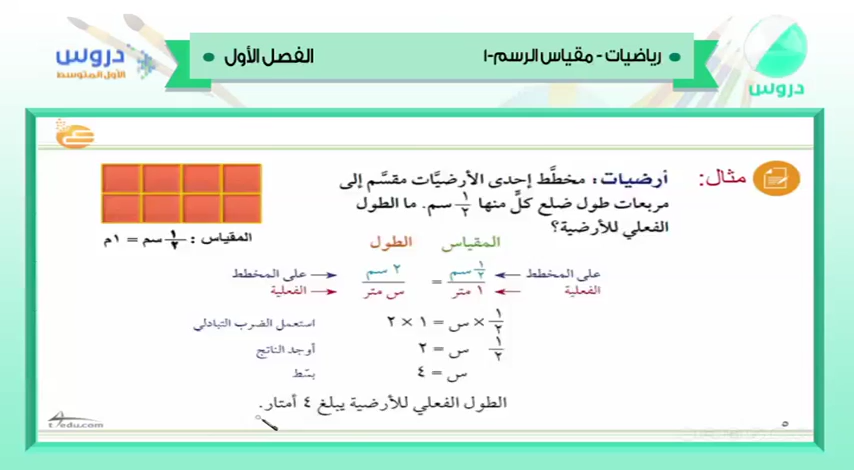 دروس
الأول المتوسط
الفصل الأول
رياضيات - مقياس الرسم-١
دروس
مثال:
أرضيات: مخطَّط إحدى الأرضيَّات مقسَّم إلى
مربعات طول ضلع كلٍّ منها ١/٢ سم. ما الطول
الفعلي للأرضية؟
المقياس: ١/٢ سم = ١م
المقياس الطول
على المخطط ١/٢ سم = ٢ سم على المخطط
الفعلية ١ متر س متر الفعلية
١/٢ × س = ١ × ٢ استعمل الضرب التبادلي
١/٢ س = ٢ أوجد الناتج
س = ٤ بسّط
الطول الفعلي للأرضية يبلغ ٤ أمتار.
t4edu.com
٥